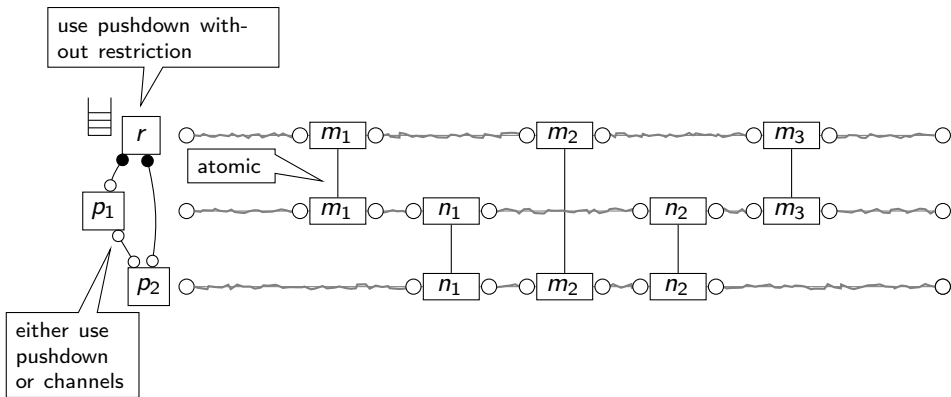 use pushdown with-
out restriction
r
m1 m2 m3
atomic
p1
m1 n1 n2 m3
p2
n1 m2 n2
either use
pushdown
or channels